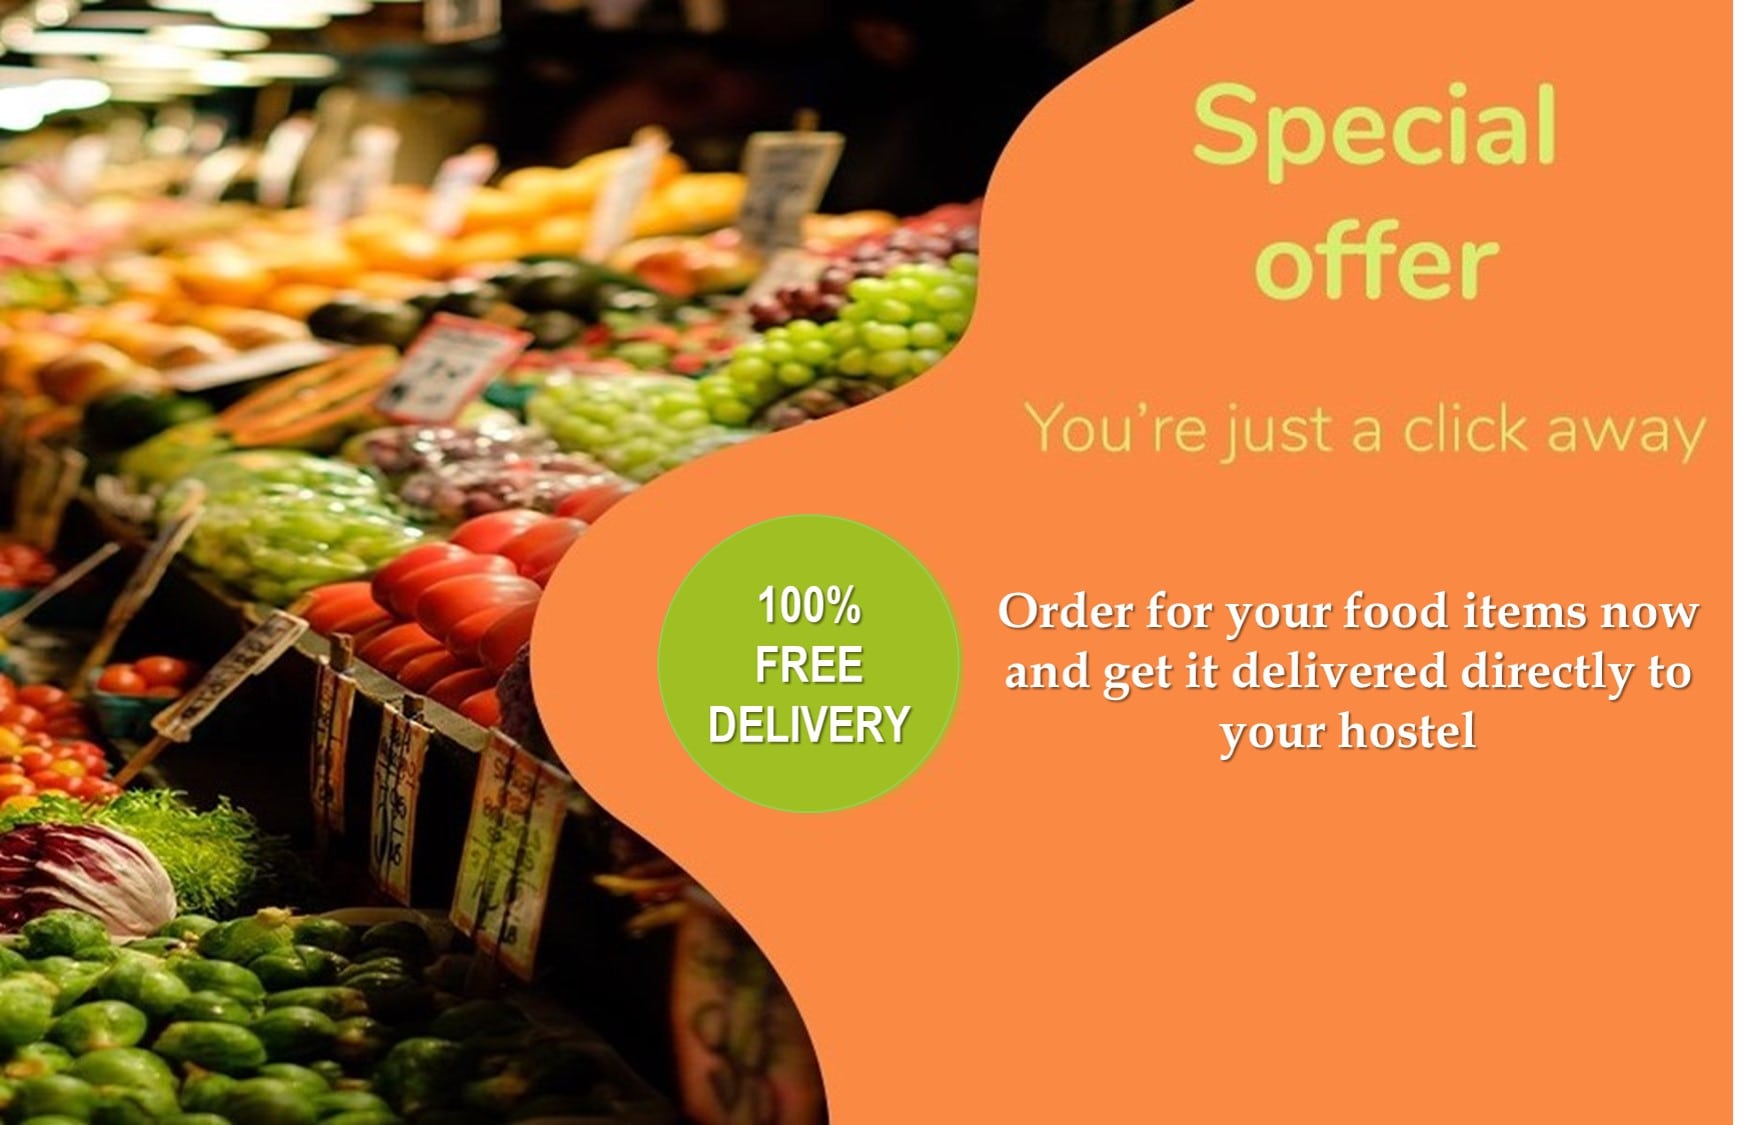 Special
offer
You're just a click away
100%
FREE
DELIVERY
Order for your food items now
and get it delivered directly to
your hostel